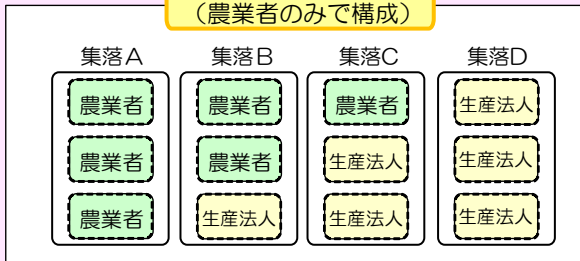 （農業者のみで構成）
集落A 集落B 集落C 集落D
農業者 農業者 農業者 生産法人
農業者 農業者 生産法人 生産法人
農業者 生産法人 生産法人 生産法人